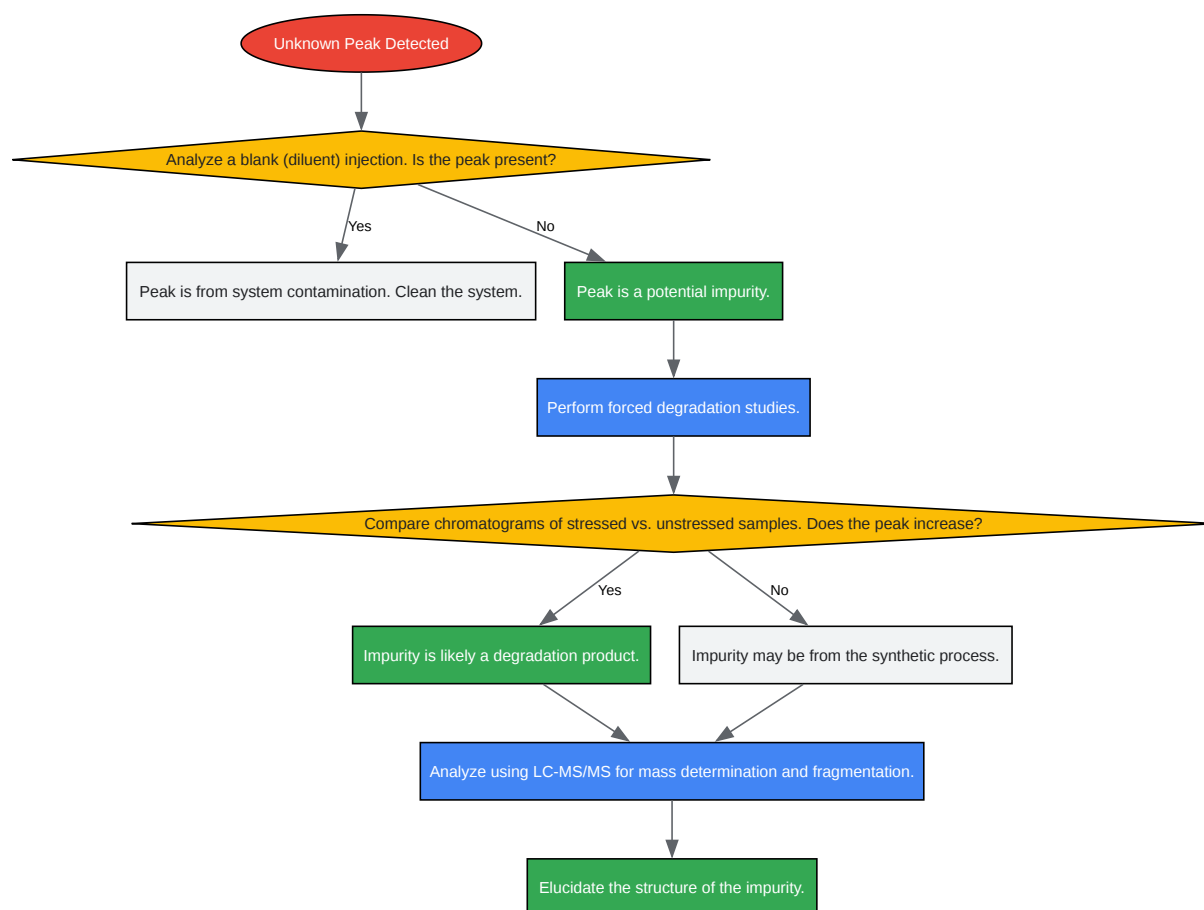 Unknown Peak Detected
Analyze a blank (diluent) injection. Is the peak present?
Yes
No
Peak is from system contamination. Clean the system.
Peak is a potential impurity.
Perform forced degradation studies.
Compare chromatograms of stressed vs. unstressed samples. Does the peak increase?
Yes
No
Impurity is likely a degradation product.
Impurity may be from the synthetic process.
Analyze using LC-MS/MS for mass determination and fragmentation.
Elucidate the structure of the impurity.